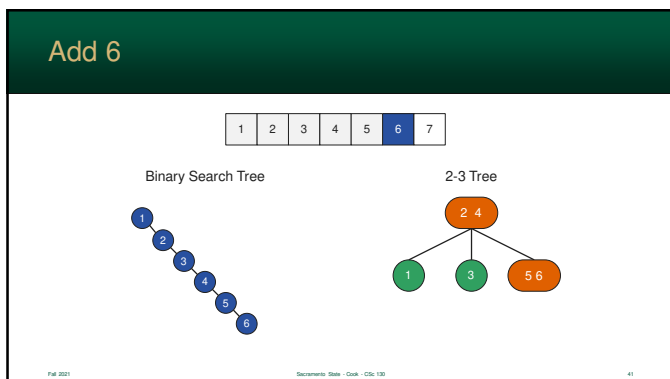 Add 6
1 2 3 4 5 6 7
Binary Search Tree
1
2
3
4
5
6
2-3 Tree
2 4
1 3 5 6
Fall 2021 Sacramento State - Cook - CSc 130 41